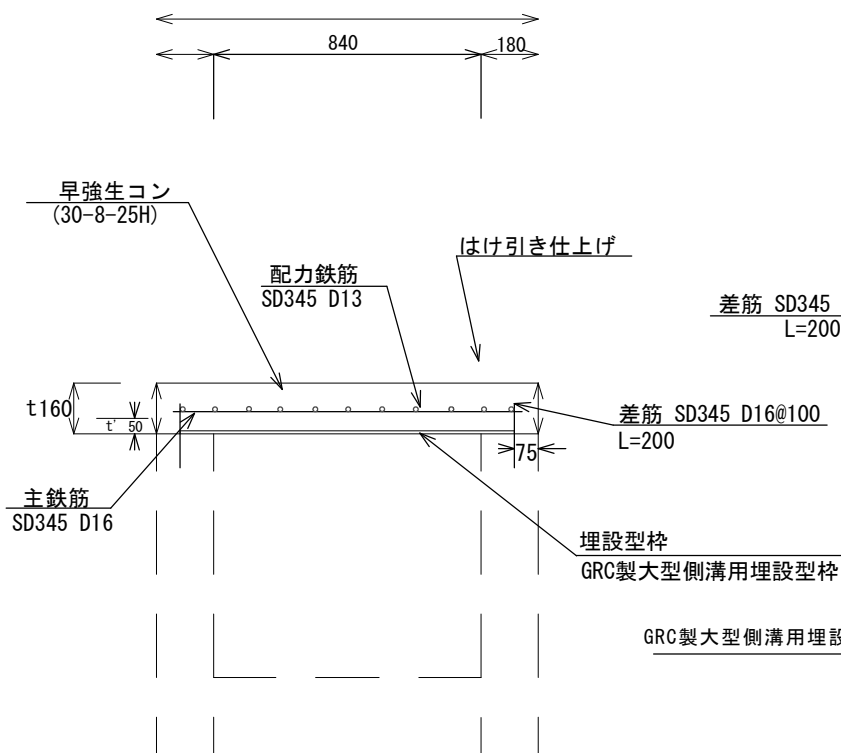 840
180
早強生コン
(30-8-25H)
はけ引き仕上げ
配力鉄筋
SD345 D13
差筋 SD345
L=200
t160
t' 50
差筋 SD345 D16@100
L=200
75
主鉄筋
SD345 D16
埋設型枠
GRC製大型側溝用埋設型枠
GRC製大型側溝用埋設